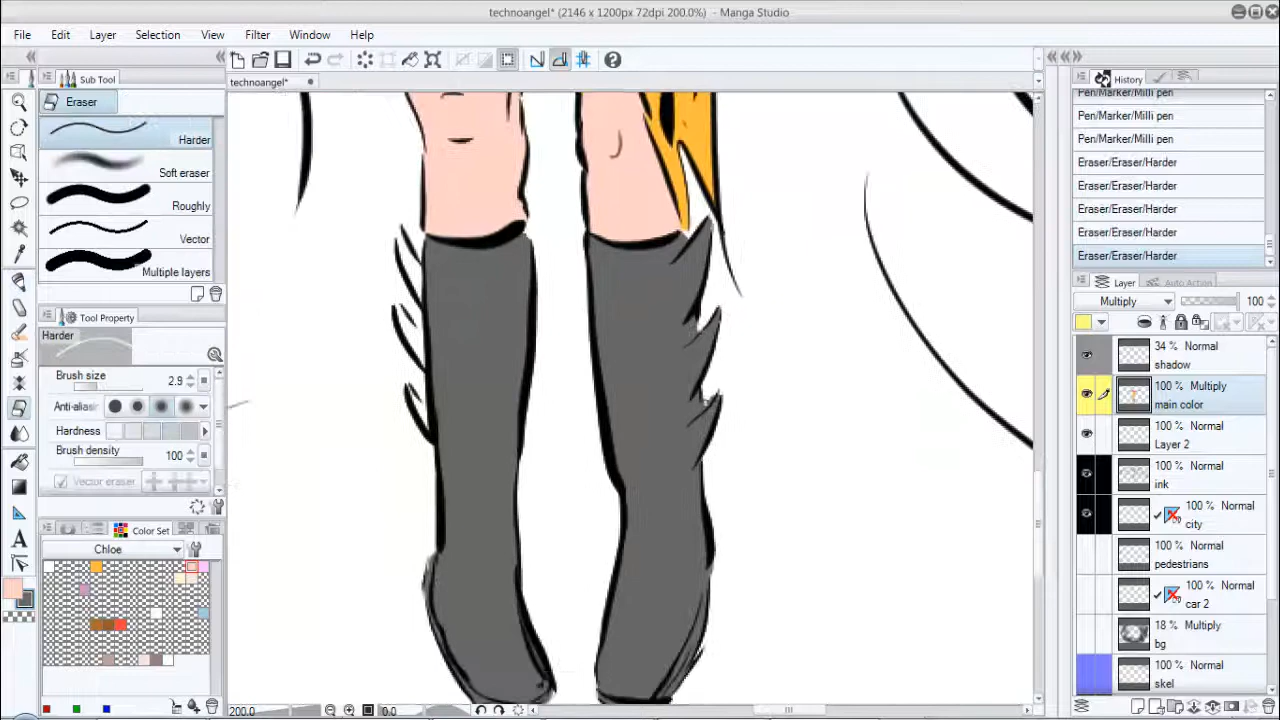 technoangel* (2146 x 1200px 72dpi 200.0%) - Manga Studio
File Edit Layer Selection View Filter Window Help
Sub Tool
Eraser
Harder
Soft eraser
Roughly
Vector
Multiple layers
Tool Property
Harder
Brush size 2.9
Anti-aliasin
Hardness
Brush density 100
Vector eraser
Color Set
Chloe
technoangel*
200.0
0.0
History
Pen/Marker/Milli pen
Pen/Marker/Milli pen
Pen/Marker/Milli pen
Eraser/Eraser/Harder
Eraser/Eraser/Harder
Eraser/Eraser/Harder
Eraser/Eraser/Harder
Eraser/Eraser/Harder
Layer
Auto Action
Multiply 100
34 % Normal
shadow
100 % Multiply
main color
100 % Normal
Layer 2
100 % Normal
ink
100 % Normal
city
100 % Normal
pedestrians
100 % Normal
car 2
18 % Multiply
bg
100 % Normal
skel